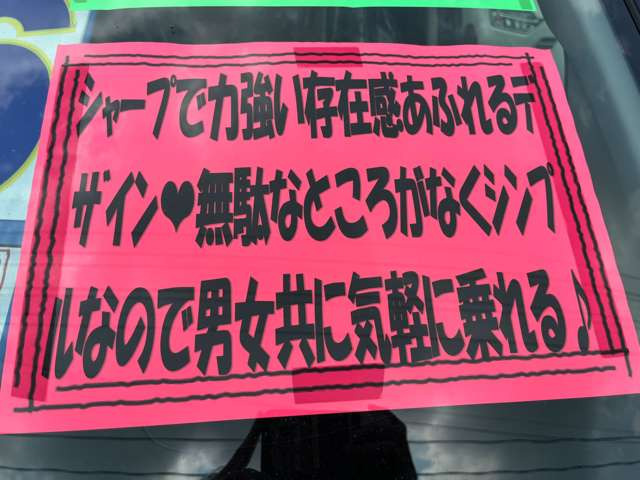 シャープで力強い存在感あふれるデ
ザイン♥無駄なところがなくシンプ
ルなので男女共に気軽に乗れる♪